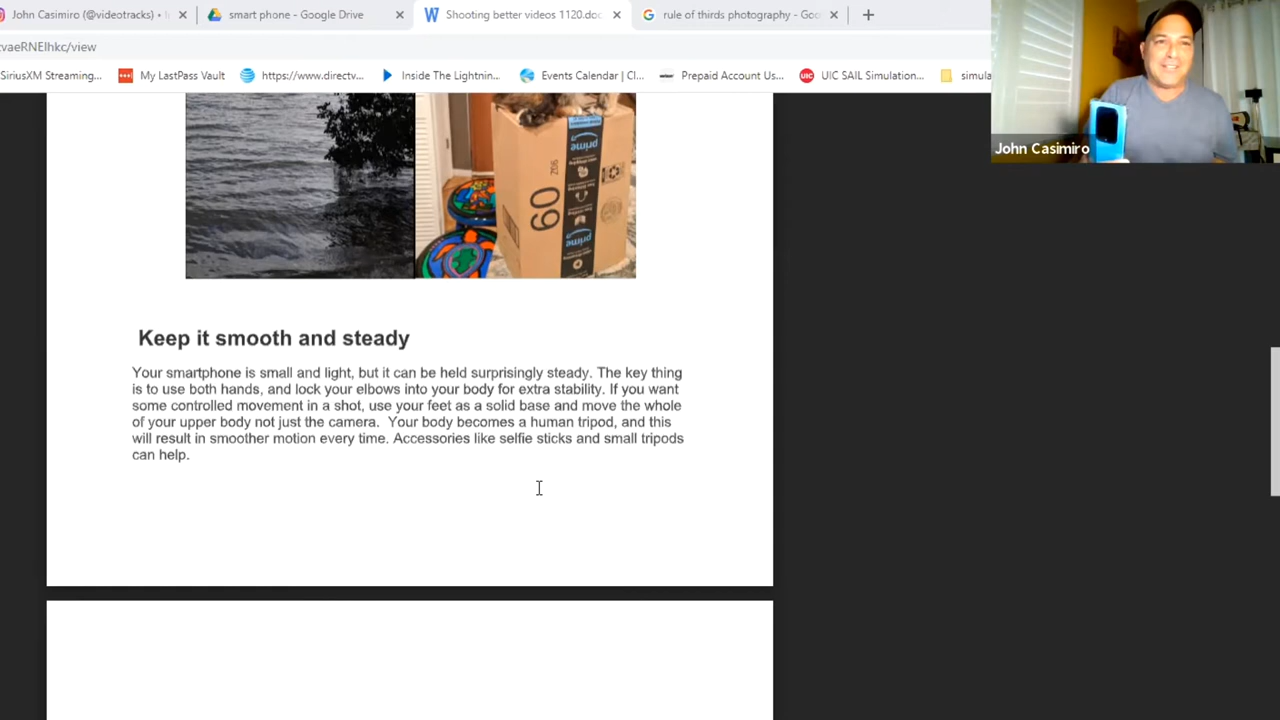 John Casimiro (@videotracks) •
smart phone - Google Drive
Shooting better videos 1120.doc
rule of thirds photography - Goo
vaeRNElhkc/view
SiriusXM Streaming...
My LastPass Vault
https://www.directv...
Inside The Lightnin...
Events Calendar | Cl...
Prepaid Account Us...
UIC
UIC SAIL Simulation...
simula
John Casimiro
prime
206
60
prime
Keep it smooth and steady
Your smartphone is small and light, but it can be held surprisingly steady. The key thing
is to use both hands, and lock your elbows into your body for extra stability. If you want
some controlled movement in a shot, use your feet as a solid base and move the whole
of your upper body not just the camera. Your body becomes a human tripod, and this
will result in smoother motion every time. Accessories like selfie sticks and small tripods
can help.